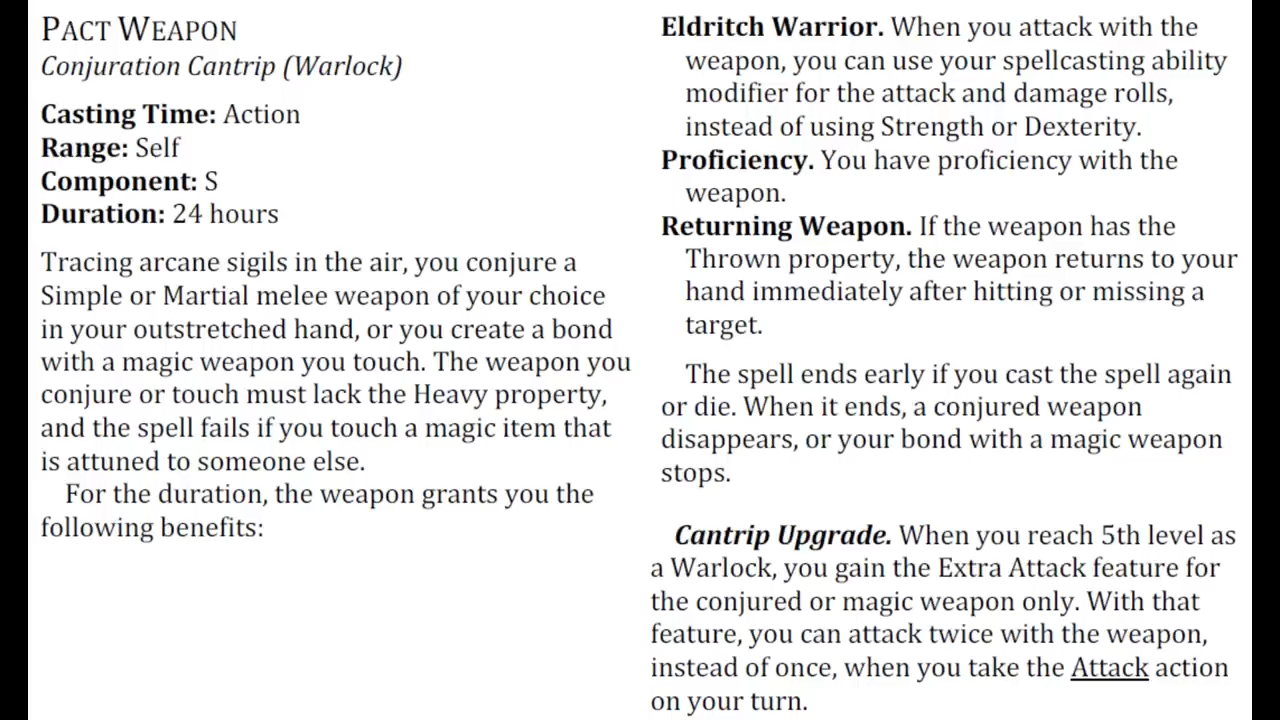 PACT WEAPON
Conjuration Cantrip (Warlock)
Casting Time: Action
Range: Self
Component: S
Duration: 24 hours
Tracing arcane sigils in the air, you conjure a
Simple or Martial melee weapon of your choice
in your outstretched hand, or you create a bond
with a magic weapon you touch. The weapon you
conjure or touch must lack the Heavy property,
and the spell fails if you touch a magic item that
is attuned to someone else.
For the duration, the weapon grants you the
following benefits:
Eldritch Warrior. When you attack with the
weapon, you can use your spellcasting ability
modifier for the attack and damage rolls,
instead of using Strength or Dexterity.
Proficiency. You have proficiency with the
weapon.
Returning Weapon. If the weapon has the
Thrown property, the weapon returns to your
hand immediately after hitting or missing a
target.
The spell ends early if you cast the spell again
or die. When it ends, a conjured weapon
disappears, or your bond with a magic weapon
stops.
Cantrip Upgrade. When you reach 5th level as
a Warlock, you gain the Extra Attack feature for
the conjured or magic weapon only. With that
feature, you can attack twice with the weapon,
instead of once, when you take the Attack action
on your turn.